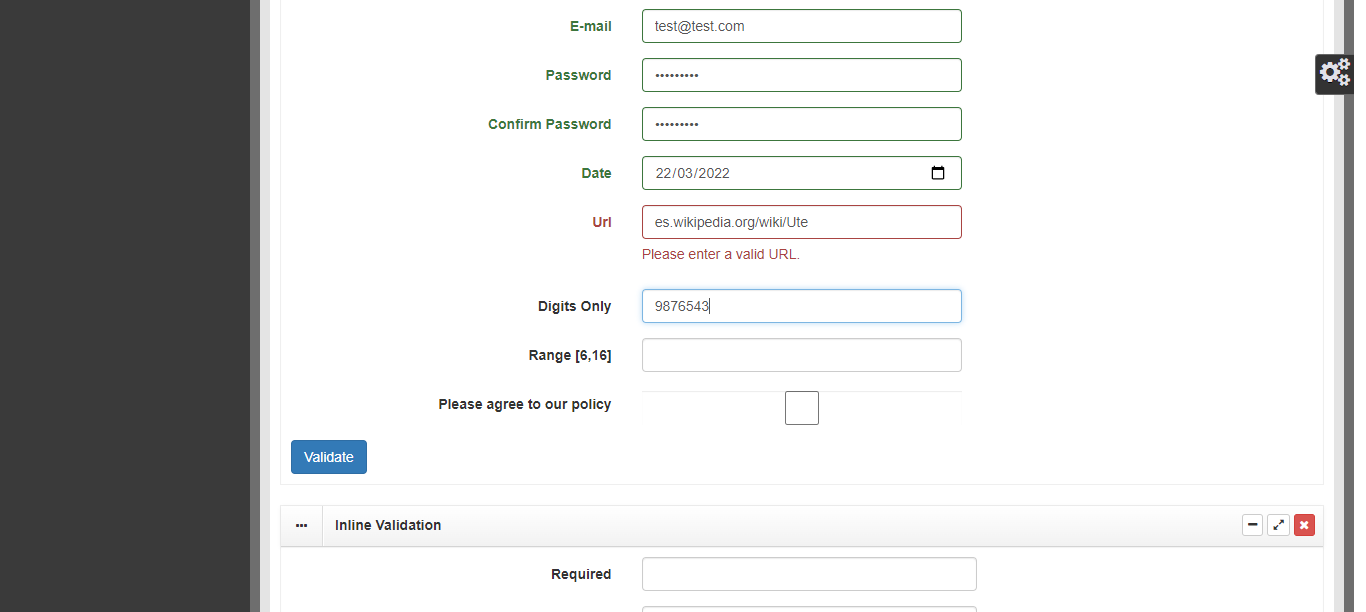 E-mail test@test.com
Password •••••••••
Confirm Password •••••••••
Date 22/03/2022
Url es.wikipedia.org/wiki/Ute
Please enter a valid URL.
Digits Only 9876543
Range [6,16]
Please agree to our policy
Validate
Inline Validation
Required